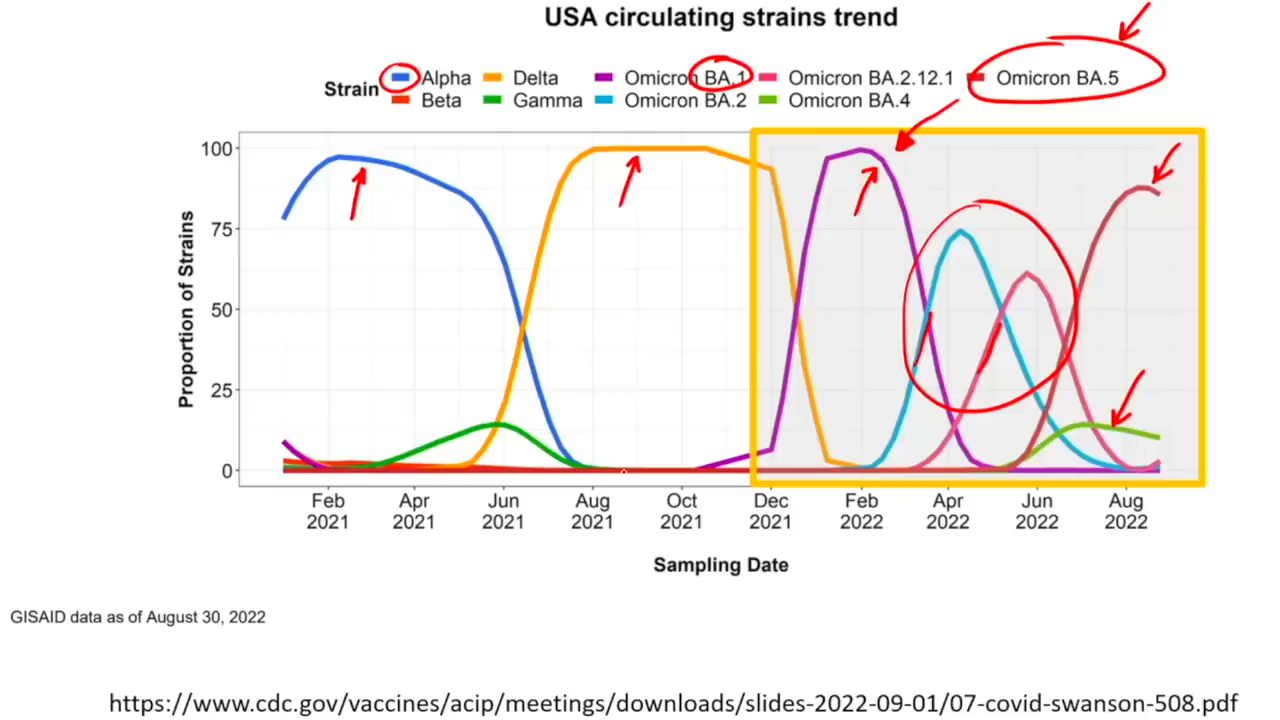 USA circulating strains trend
Strain Alpha Delta Omicron BA.1 Omicron BA.2.12.1 Omicron BA.5
Beta Gamma Omicron BA.2 Omicron BA.4
Proportion of Strains
100
75
50
25
0
Feb Apr Jun Aug Oct Dec Feb Apr Jun Aug
2021 2021 2021 2021 2021 2021 2022 2022 2022 2022
Sampling Date
GISAID data as of August 30, 2022
https://www.cdc.gov/vaccines/acip/meetings/downloads/slides-2022-09-01/07-covid-swanson-508.pdf